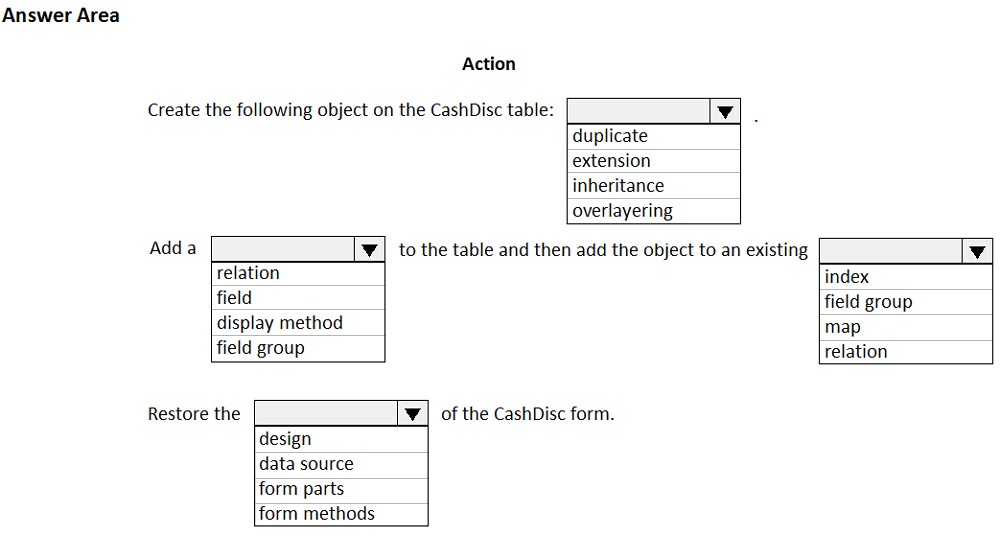 Answer Area
Action
Create the following object on the CashDisc table:
.
duplicate
extension
inheritance
overlayering
Add a
to the table and then add the object to an existing
relation
field
display method
field group
index
field group
map
relation
Restore the
of the CashDisc form.
design
data source
form parts
form methods